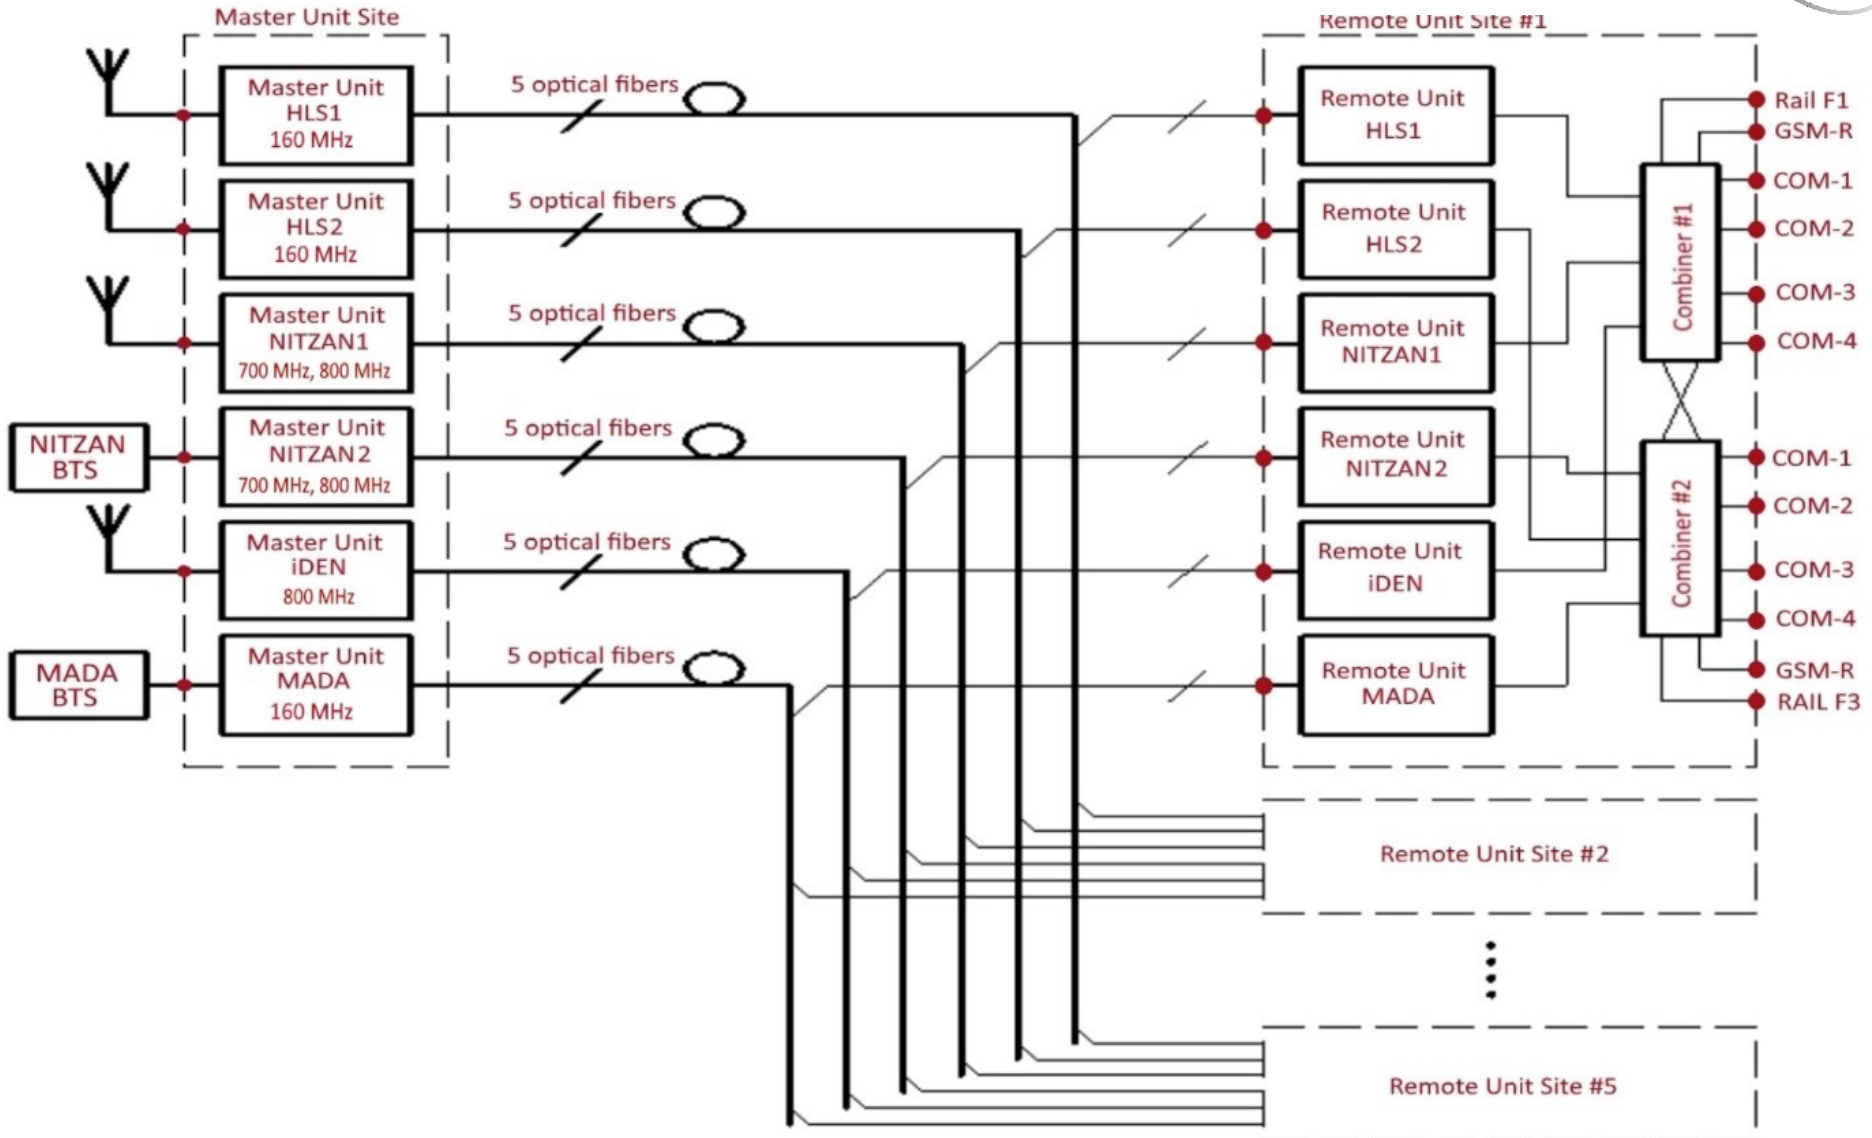 Master Unit Site
Master Unit
HLS1
160 MHz
Master Unit
HLS2
160 MHz
Master Unit
NITZAN1
700 MHz, 800 MHz
NITZAN
BTS
Master Unit
NITZAN2
700 MHz, 800 MHz
Master Unit
iDEN
800 MHz
MADA
BTS
Master Unit
MADA
160 MHz
5 optical fibers
5 optical fibers
5 optical fibers
5 optical fibers
5 optical fibers
5 optical fibers
Remote Unit Site #1
Remote Unit
HLS1
Remote Unit
HLS2
Remote Unit
NITZAN1
Remote Unit
NITZAN2
Remote Unit
iDEN
Remote Unit
MADA
Combiner #1
Combiner #2
Rail F1
GSM-R
COM-1
COM-2
COM-3
COM-4
COM-1
COM-2
COM-3
COM-4
GSM-R
RAIL F3
Remote Unit Site #2
Remote Unit Site #5